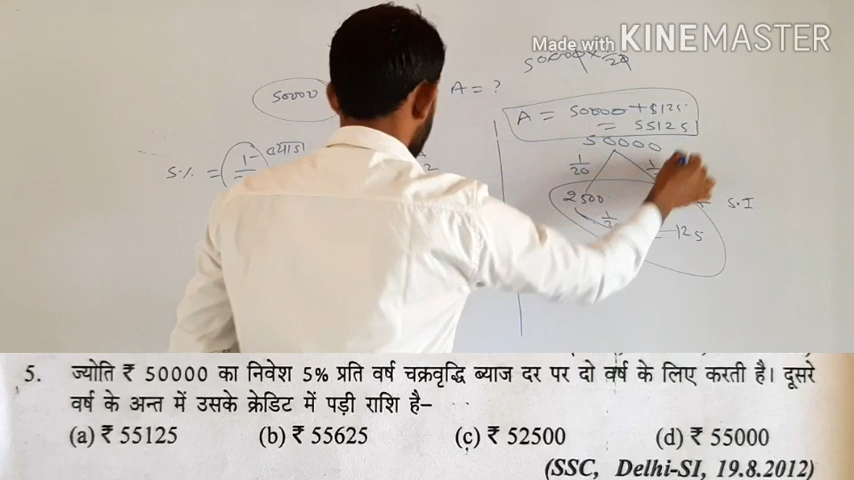 Made with KINEMASTER
50000 A = ?
A = 50000 + 5125
= 55125
50000
1/20
2500 S.I
125
5% = 1 ब्याज
5. ज्योति ₹ 50000 का निवेश 5% प्रति वर्ष चक्रवृद्धि ब्याज दर पर दो वर्ष के लिए करती है। दूसरे
वर्ष के अन्त में उसके क्रेडिट में पड़ी राशि है–
(a) ₹ 55125 (b) ₹ 55625 (c) ₹ 52500 (d) ₹ 55000
(SSC, Delhi-SI, 19.8.2012)